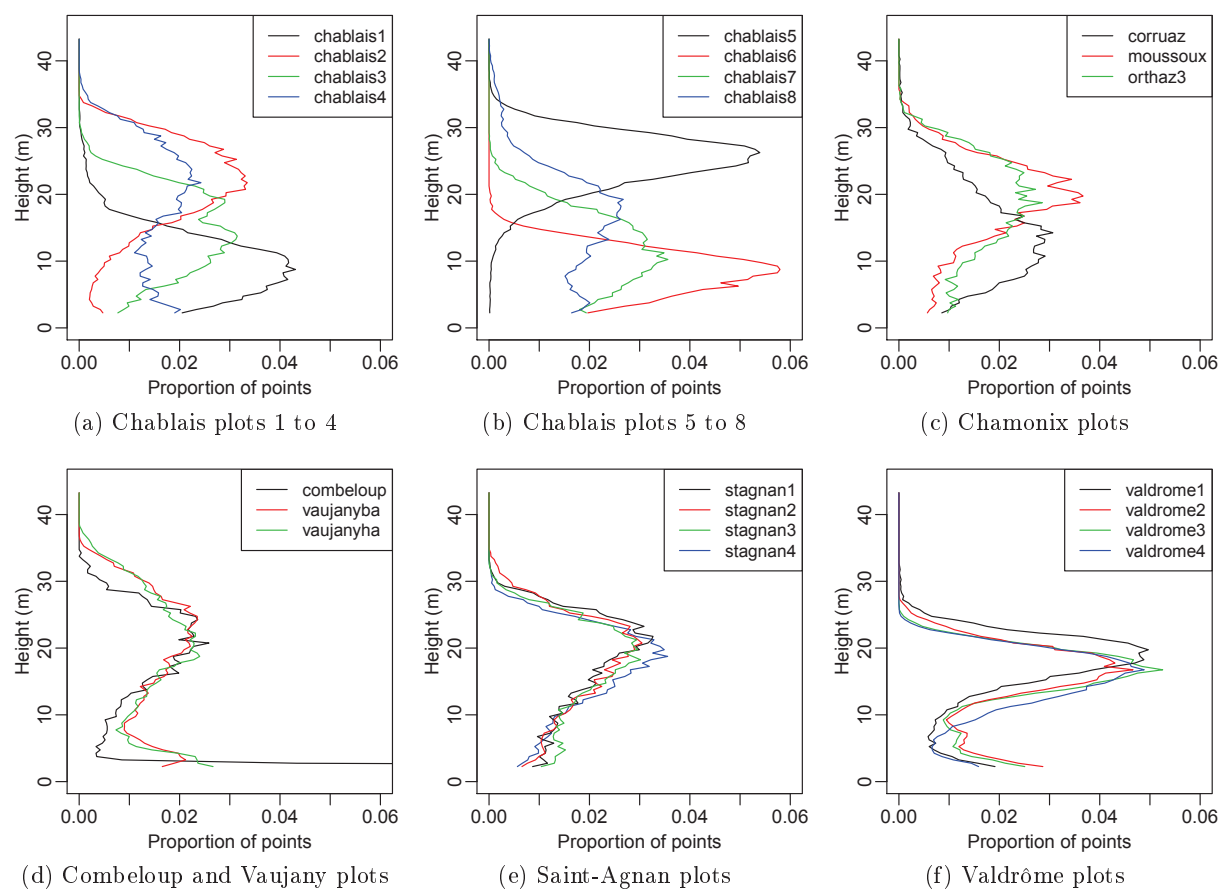 chablais1
chablais2
chablais3
chablais4
Height (m)
40
30
20
10
0
0.00 0.02 0.04 0.06
Proportion of points
(a) Chablais plots 1 to 4
chablais5
chablais6
chablais7
chablais8
Height (m)
40
30
20
10
0
0.00 0.02 0.04 0.06
Proportion of points
(b) Chablais plots 5 to 8
corruaz
moussoux
orthaz3
Height (m)
40
30
20
10
0
0.00 0.02 0.04 0.06
Proportion of points
(c) Chamonix plots
combeloup
vaujanyba
vaujanyha
Height (m)
40
30
20
10
0
0.00 0.02 0.04 0.06
Proportion of points
(d) Combeloup and Vaujany plots
stagnan1
stagnan2
stagnan3
stagnan4
Height (m)
40
30
20
10
0
0.00 0.02 0.04 0.06
Proportion of points
(e) Saint-Agnan plots
valdrome1
valdrome2
valdrome3
valdrome4
Height (m)
40
30
20
10
0
0.00 0.02 0.04 0.06
Proportion of points
(f) Valdrôme plots